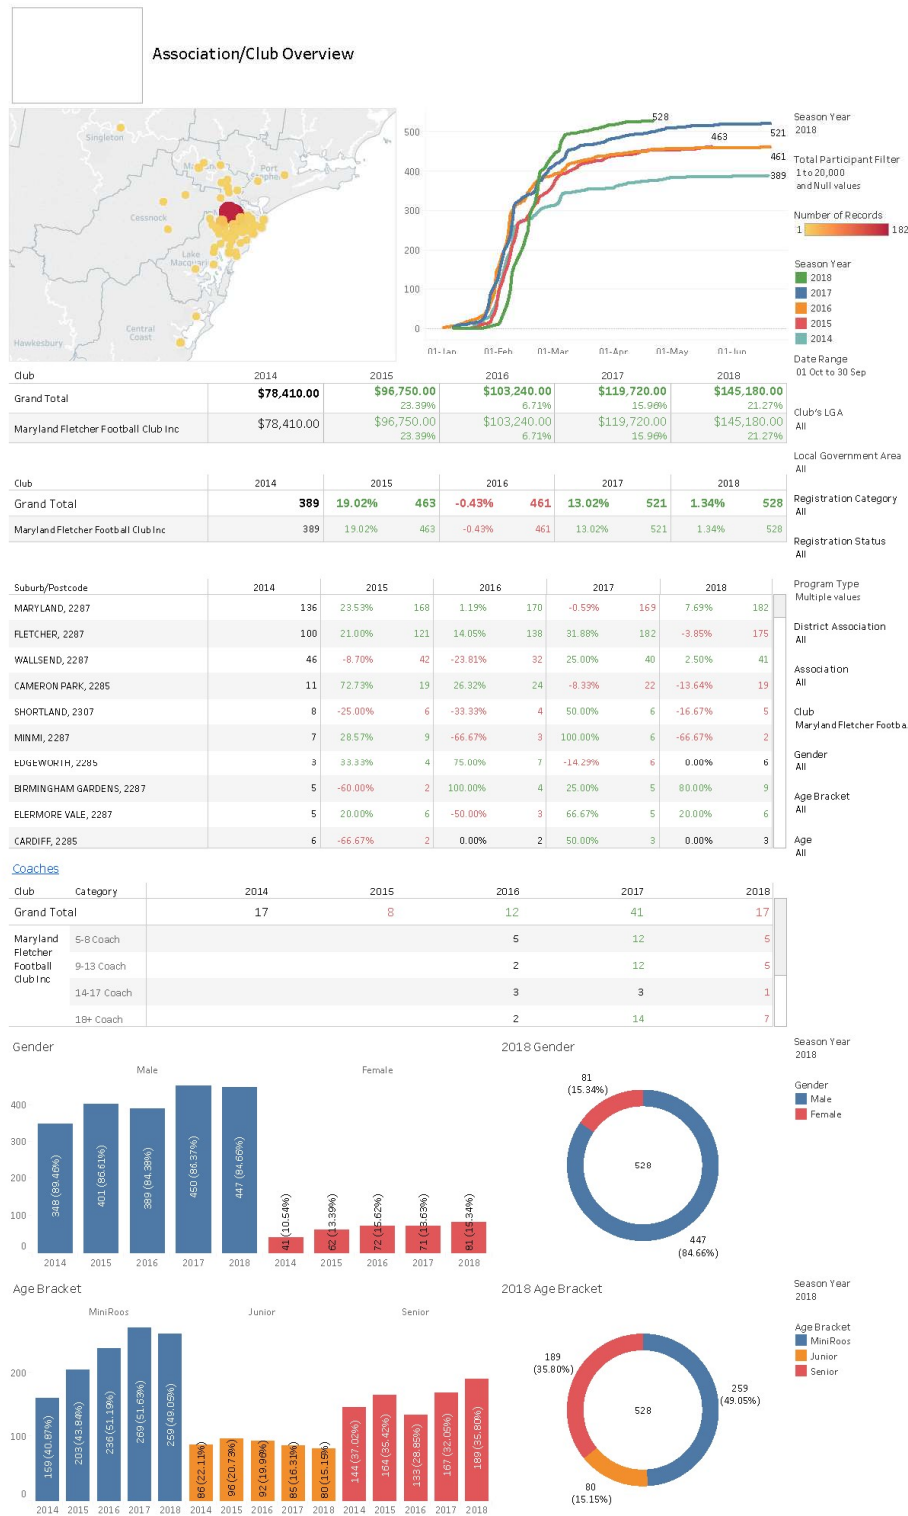 Association/Club Overview
Singleton
Port
Cessnock
Lake
Central
Coast
Hawkesbury
500
400
300
200
100
0
528
521
463
461
389
01-Jan 01-Feb 01-Mar 01-Apr 01-May 01-Jun
Season Year
2018
Total Participant Filter
1 to 20,000
and Null values
Number of Records
1 182
Season Year
2018
2017
2016
2015
2014
Date Range
01 Oct to 30 Sep
Club's LGA
All
Local Government Area
All
Registration Category
All
Registration Status
All
Program Type
Multiple values
District Association
All
Association
All
Club
Maryland Fletcher Footba
Gender
All
Age Bracket
All
Age
All
Club 2014 2015 2016 2017 2018
Grand Total $78,410.00 $96,750.00 $103,240.00 $119,720.00 $145,180.00
23.39% 6.71% 15.96% 21.27%
Maryland Fletcher Football Club Inc $78,410.00 $96,750.00 $103,240.00 $119,720.00 $145,180.00
23.39% 6.71% 15.96% 21.27%
Club 2014 2015 2016 2017 2018
Grand Total 389 19.02% 463 -0.43% 461 13.02% 521 1.34% 528
Maryland Fletcher Football Club Inc 389 19.02% 463 -0.43% 461 13.02% 521 1.34% 528
Suburb/Postcode 2014 2015 2016 2017 2018
MARYLAND, 2287 136 23.53% 168 1.19% 170 -0.59% 169 7.69% 182
FLETCHER, 2287 100 21.00% 121 14.05% 138 31.88% 182 -3.85% 175
WALLSEND, 2287 46 -8.70% 42 -23.81% 32 25.00% 40 2.50% 41
CAMERON PARK, 2285 11 72.73% 19 26.32% 24 -8.33% 22 -13.64% 19
SHORTLAND, 2307 8 -25.00% 6 -33.33% 4 50.00% 6 -16.67% 5
MINMI, 2287 7 28.57% 9 -66.67% 3 100.00% 6 -66.67% 2
EDGEWORTH, 2285 3 33.33% 4 75.00% 7 -14.29% 6 0.00% 6
BIRMINGHAM GARDENS, 2287 5 -60.00% 2 100.00% 4 25.00% 5 80.00% 9
ELERMORE VALE, 2287 5 20.00% 6 -50.00% 3 66.67% 5 20.00% 6
CARDIFF, 2285 6 -66.67% 2 0.00% 2 50.00% 3 0.00% 3
Coaches
Club Category 2014 2015 2016 2017 2018
Grand Total 17 8 12 41 17
Maryland Fletcher Football Club Inc
5-8 Coach 5 12 5
9-13 Coach 2 12 5
14-17 Coach 3 3 1
18+ Coach 2 14 7
Gender
Male Female
400
300
200
100
0
348 (89.46%)
401 (86.61%)
389 (84.38%)
450 (86.37%)
447 (84.66%)
41 (10.54%)
62 (13.39%)
72 (15.62%)
71 (13.63%)
81 (15.34%)
2014 2015 2016 2017 2018 2014 2015 2016 2017 2018
2018 Gender
81
(15.34%)
528
447
(84.66%)
Season Year
2018
Gender
Male
Female
Age Bracket
MiniRoos Junior Senior
200
100
0
159 (40.87%)
203 (43.84%)
236 (51.19%)
269 (51.63%)
259 (49.05%)
86 (22.11%)
96 (20.73%)
92 (19.96%)
85 (16.31%)
80 (15.15%)
144 (37.02%)
164 (35.42%)
133 (28.85%)
167 (32.05%)
189 (35.80%)
2014 2015 2016 2017 2018 2014 2015 2016 2017 2018 2014 2015 2016 2017 2018
2018 Age Bracket
189
(35.80%)
259
(49.05%)
528
80
(15.15%)
Season Year
2018
Age Bracket
MiniRoos
Junior
Senior